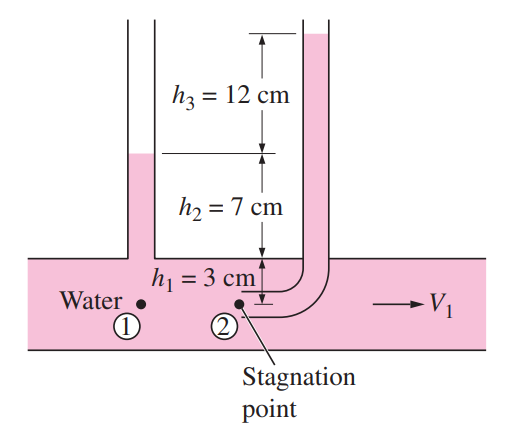 h₃ = 12 cm
h₂ = 7 cm
h₁ = 3 cm
Water
V₁
1
2
Stagnation
point